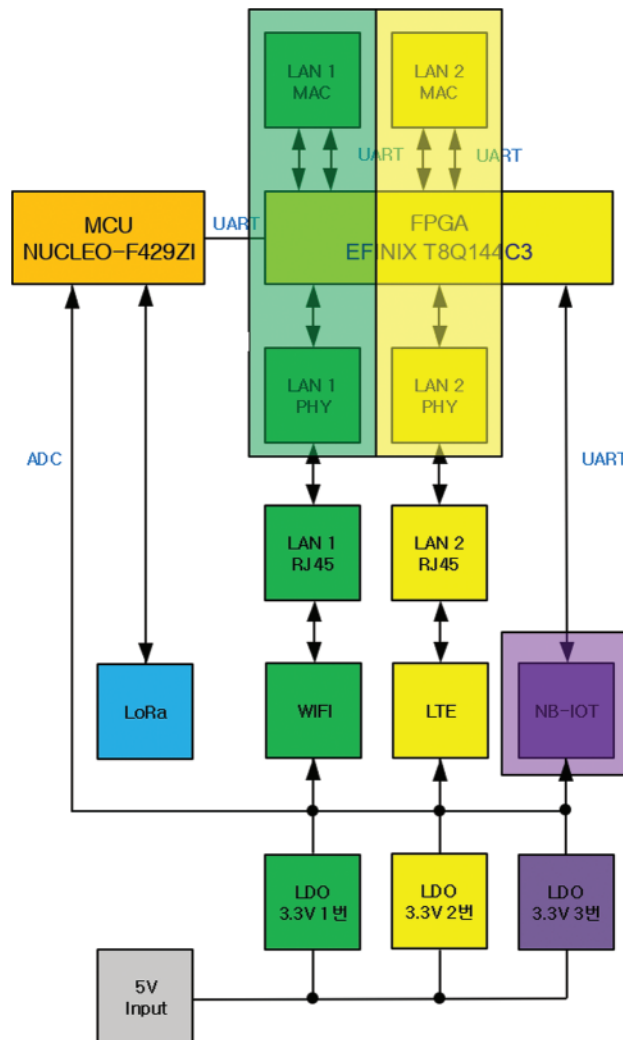 LAN 1
MAC
LAN 2
MAC
UART
UART
MCU
NUCLEO-F429ZI
UART
FPGA
EFINIX T8Q144C3
LAN 1
PHY
LAN 2
PHY
ADC
UART
LAN 1
RJ45
LAN 2
RJ45
LoRa
WIFI
LTE
NB-IOT
LDO
3.3V 1번
LDO
3.3V 2번
LDO
3.3V 3번
5V
Input